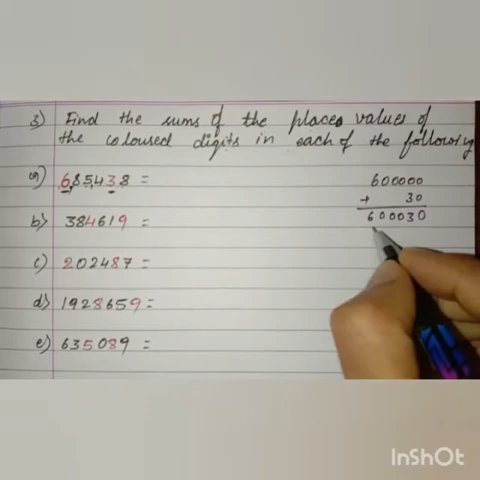 3) Find the sums of the places values of
the coloused digits in each of the following
a) 685438 =
600000
+ 30
600030
b) 384619 =
c) 202487 =
d) 1928659 =
e) 635089 =
InShOt